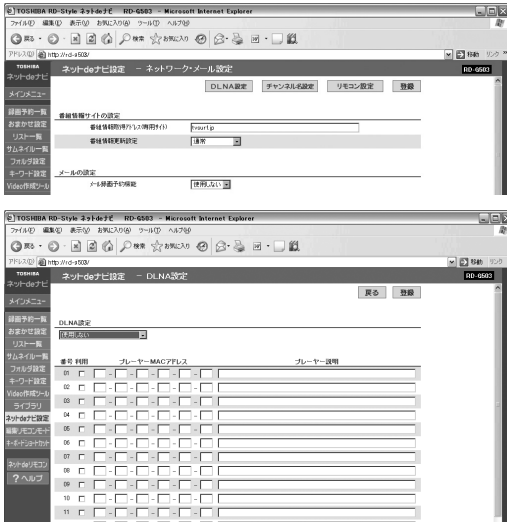 TOSHIBA RD-Style ネットdeナビ RD-G503 - Microsoft Internet Explorer
ファイル(F) 編集(E) 表示(V) お気に入り(A) ツール(T) ヘルプ(H)
戻る 検索 お気に入り
アドレス(D) http://rd-g503/ 移動 リンク
TOSHIBA
ネットdeナビ
ネットdeナビ設定 - ネットワーク・メール設定 RD-G503
DLNA設定 チャンネル名設定 リモコン設定 登録
メインメニュー
録画予約一覧
おまかせ設定
リスト一覧
サムネイル一覧
フォルダ設定
キーワード設定
Video作成ツール
番組情報サイトの設定
番組情報取得アドレス(専用サイト) tvsurf.jp
番組情報更新設定 通常
メールの設定
メール録画予約機能 使用しない
TOSHIBA RD-Style ネットdeナビ RD-G503 - Microsoft Internet Explorer
ファイル(F) 編集(E) 表示(V) お気に入り(A) ツール(T) ヘルプ(H)
戻る 検索 お気に入り
アドレス(D) http://rd-g503/ 移動 リンク
TOSHIBA
ネットdeナビ
ネットdeナビ設定 - DLNA設定 RD-G503
戻る 登録
メインメニュー
録画予約一覧
おまかせ設定
リスト一覧
サムネイル一覧
フォルダ設定
キーワード設定
Video作成ツール
ライブラリ
ネットdeナビ設定
編集リモコンモード
キーボードショートカット
ネットdeリモコン
? ヘルプ
DLNA設定
使用しない
番号 利用 プレーヤーMACアドレス プレーヤー説明
01 - - - - -
02 - - - - -
03 - - - - -
04 - - - - -
05 - - - - -
06 - - - - -
07 - - - - -
08 - - - - -
09 - - - - -
10 - - - - -
11 - - - - -